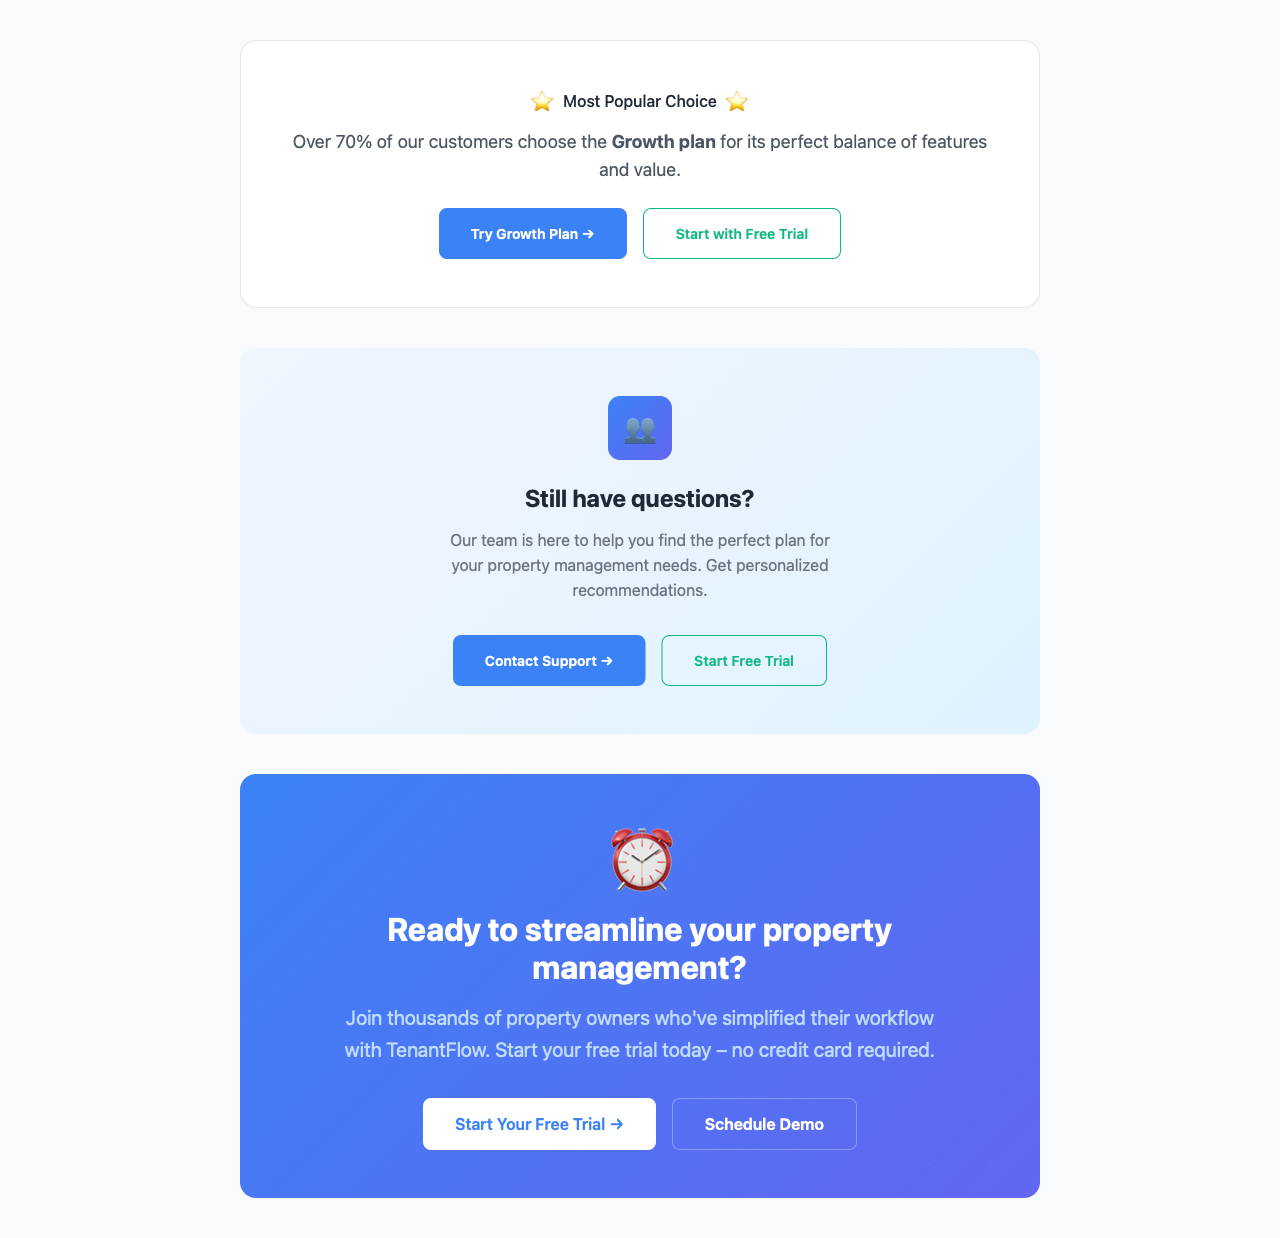 ⭐ Most Popular Choice ⭐
Over 70% of our customers choose the Growth plan for its perfect balance of features
and value.
Try Growth Plan →
Start with Free Trial
Still have questions?
Our team is here to help you find the perfect plan for
your property management needs. Get personalized
recommendations.
Contact Support →
Start Free Trial
Ready to streamline your property
management?
Join thousands of property owners who've simplified their workflow
with TenantFlow. Start your free trial today – no credit card required.
Start Your Free Trial →
Schedule Demo